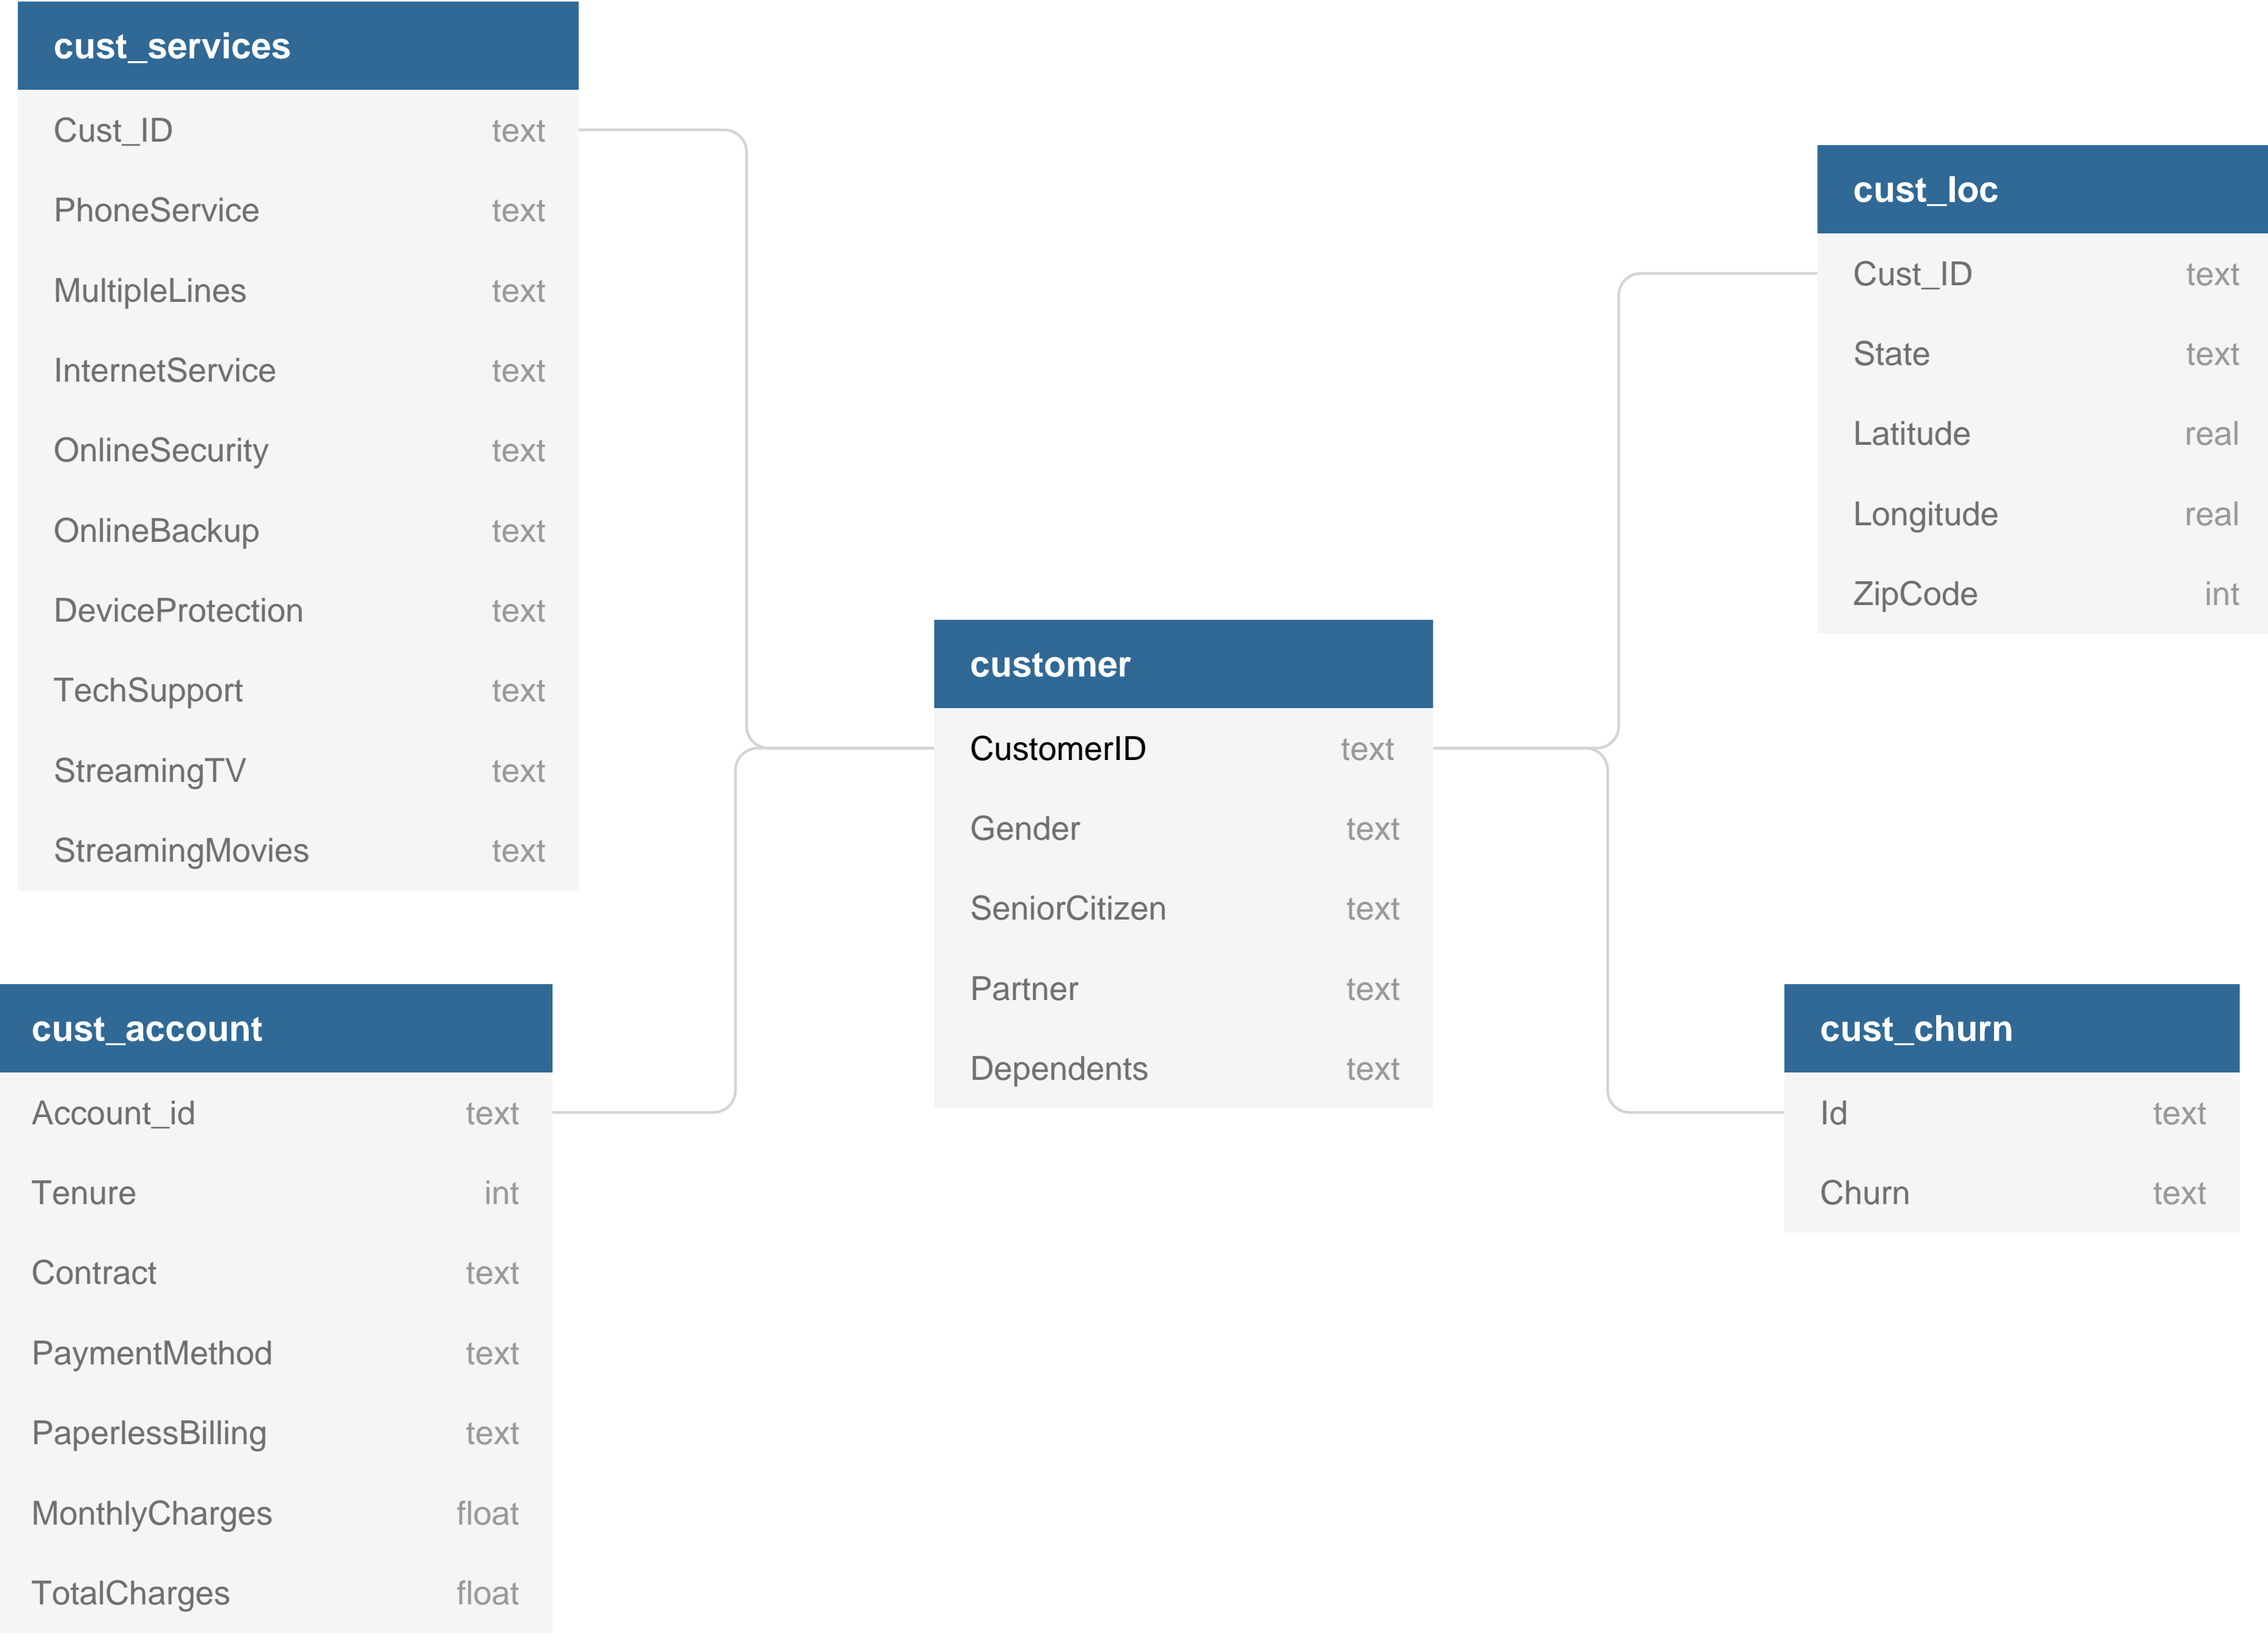 cust_services
Cust_ID text
PhoneService text
MultipleLines text
InternetService text
OnlineSecurity text
OnlineBackup text
DeviceProtection text
TechSupport text
StreamingTV text
StreamingMovies text
cust_account
Account_id text
Tenure int
Contract text
PaymentMethod text
PaperlessBilling text
MonthlyCharges float
TotalCharges float
customer
CustomerID text
Gender text
SeniorCitizen text
Partner text
Dependents text
cust_loc
Cust_ID text
State text
Latitude real
Longitude real
ZipCode int
cust_churn
Id text
Churn text